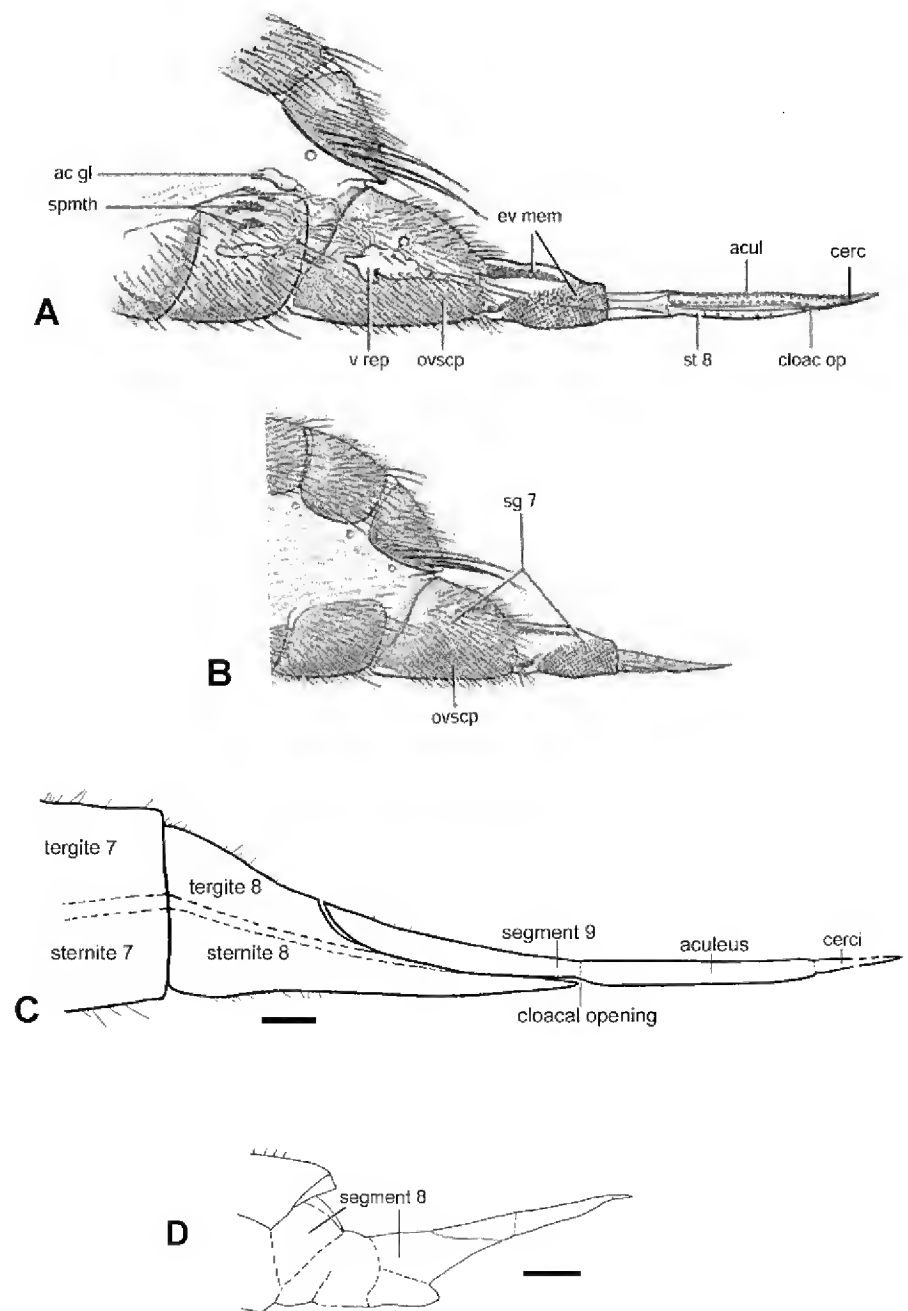 ac gl
spmth
ev mem
acul
cerc
A
v rep
ovscp
st 8
cloac op
sg 7
B
ovscp
tergite 7
tergite 8
segment 9
aculeus
cerci
sternite 7
sternite 8
C
cloacal opening
segment 8
D